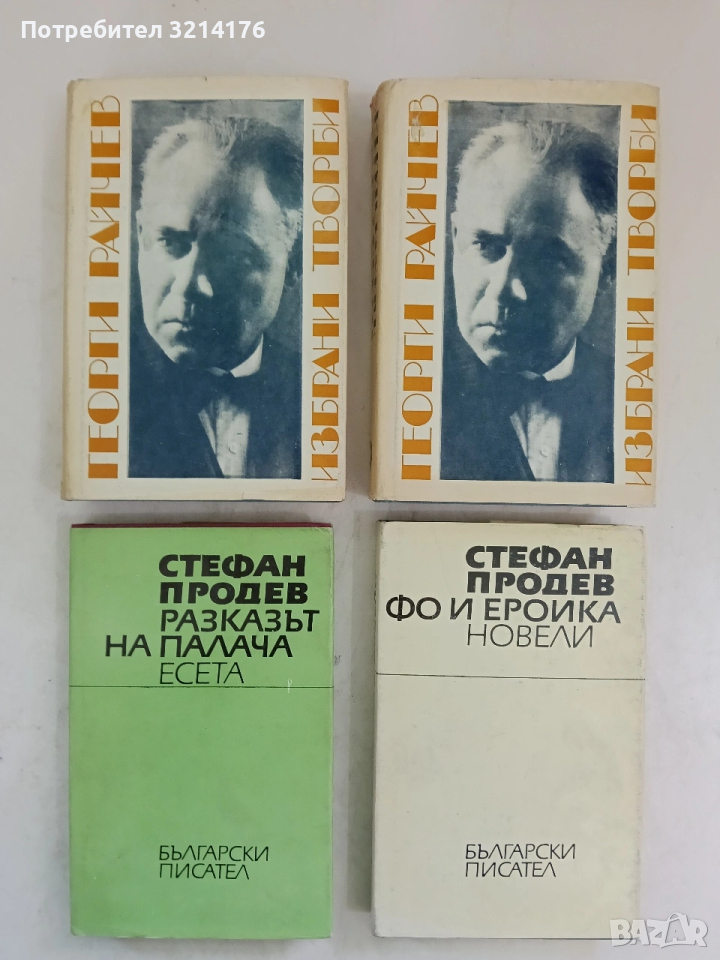 Потребител 3214176
ГЕОРГИ РАЙЧЕВ
ИЗБРАНИ ТВОРБИ
ГЕОРГИ РАЙЧЕВ
ИЗБРАНИ ТВОРБИ
СТЕФАН
ПРОДЕВ
РАЗКАЗЪТ
НА ПАЛАЧА
ЕСЕТА
БЪЛГАРСКИ
ПИСАТЕЛ
СТЕФАН
ПРОДЕВ
ФО И ЕРОИКА
НОВЕЛИ
БЪЛГАРСКИ
ПИСАТЕЛ
BAZAR